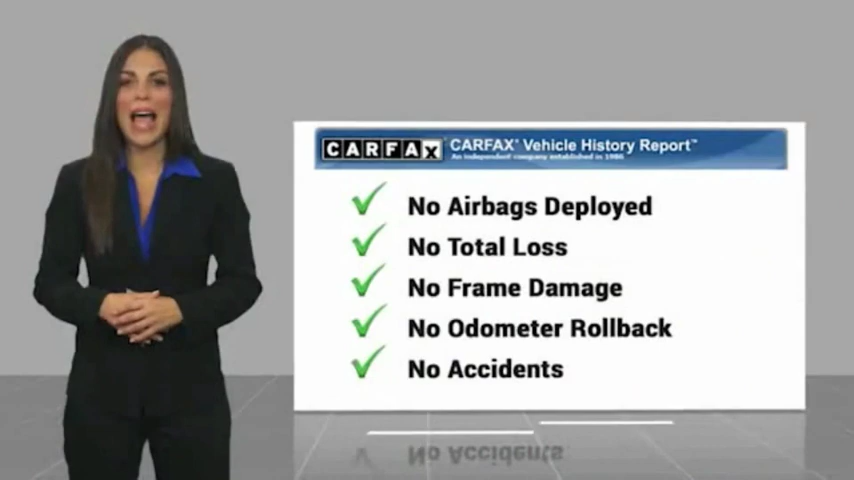 CARFAX
CARFAX® Vehicle History Report™
An independent company established in 1986
No Airbags Deployed
No Total Loss
No Frame Damage
No Odometer Rollback
No Accidents
No Accidents